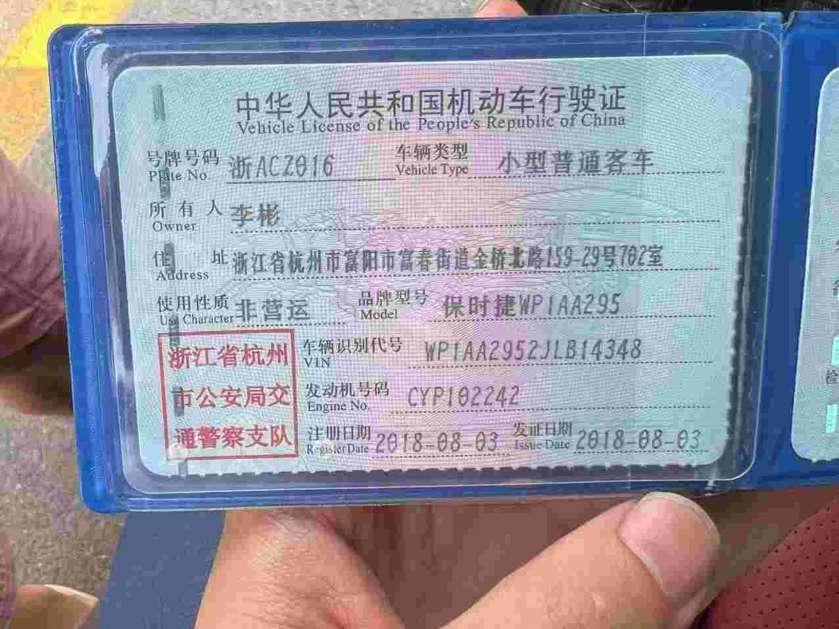 中华人民共和国机动车行驶证
Vehicle License of the People's Republic of China
号牌号码 浙ACZ016 车辆类型 小型普通客车
Plate No. Vehicle Type
所有人 李彬
Owner
住址 浙江省杭州市富阳市富春街道金桥北路159-29号702室
Address
使用性质 非营运 品牌型号 保时捷WP1AA295
Use Character Model
浙江省杭州 车辆识别代号 WP1AA2952JLB14348
VIN
市公安局交 发动机号码 CYP102242
Engine No.
通警察支队 注册日期 2018-08-03 发证日期 2018-08-03
Register Date Issue Date